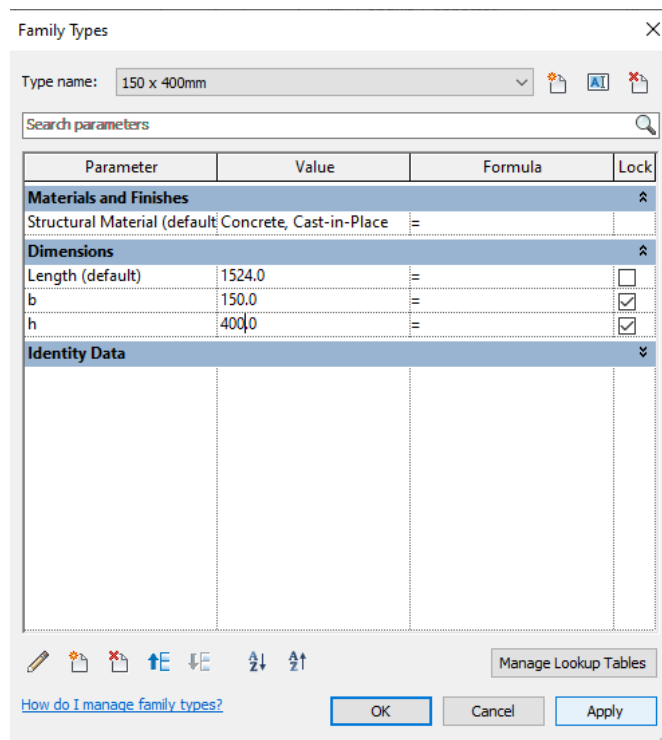 Family Types
Type name: 150 x 400mm
Search parameters
Parameter Value Formula Lock
Materials and Finishes
Structural Material (default Concrete, Cast-in-Place =
Dimensions
Length (default) 1524.0 =
b 150.0 =
h 400.0 =
Identity Data
Manage Lookup Tables
How do I manage family types? OK Cancel Apply